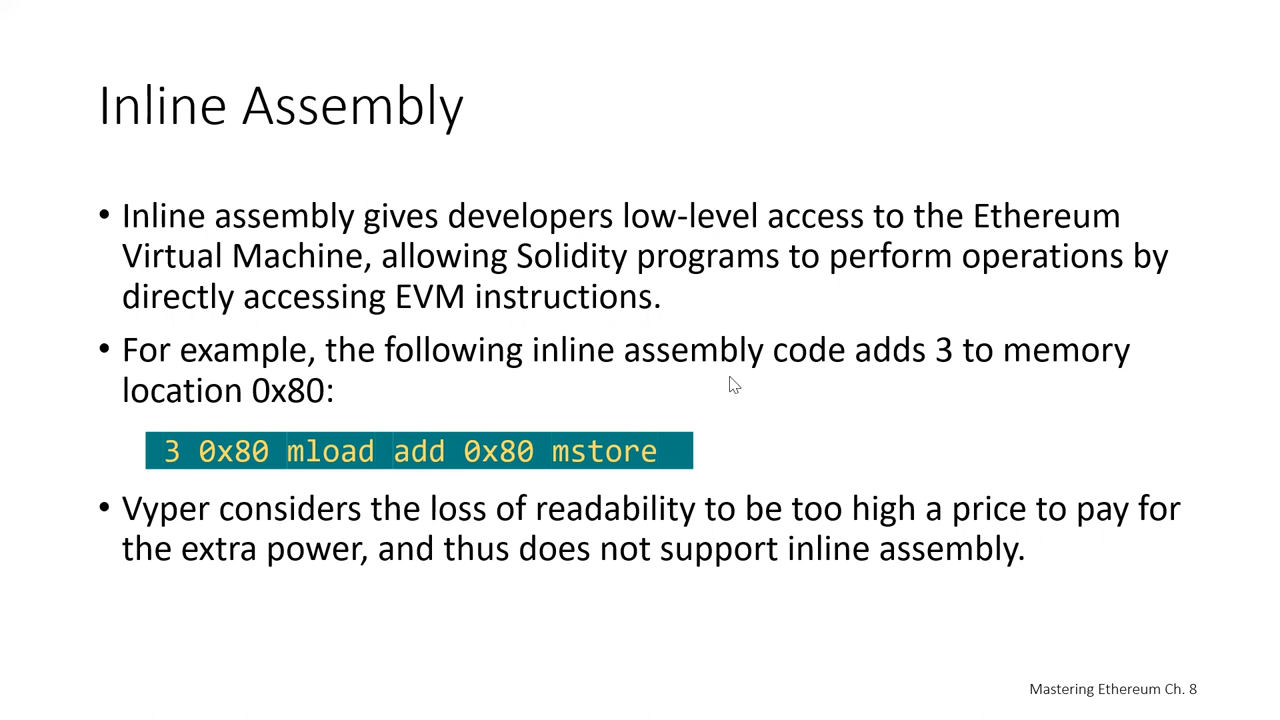 Inline Assembly
• Inline assembly gives developers low-level access to the Ethereum
Virtual Machine, allowing Solidity programs to perform operations by
directly accessing EVM instructions.
• For example, the following inline assembly code adds 3 to memory
location 0x80:
3 0x80 mload add 0x80 mstore
• Vyper considers the loss of readability to be too high a price to pay for
the extra power, and thus does not support inline assembly.
Mastering Ethereum Ch. 8